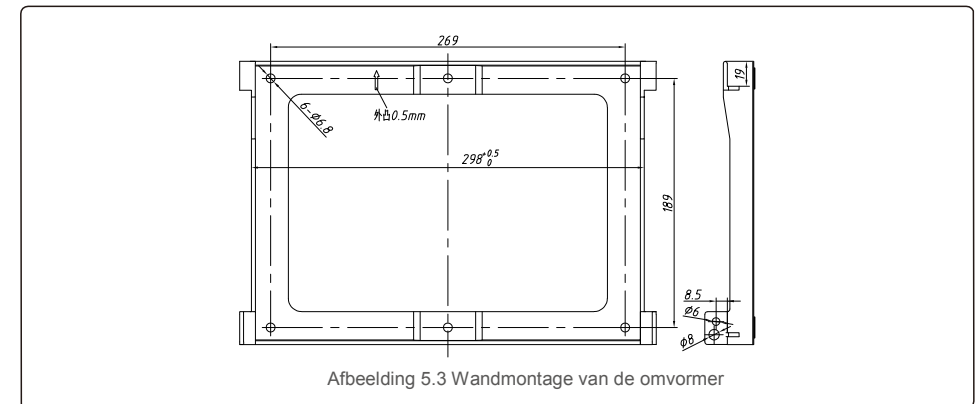 269
19
6-Ø6.8
外凸0.5mm
298 +0.5 0
189
8.5
Ø6
Ø8
Afbeelding 5.3 Wandmontage van de omvormer